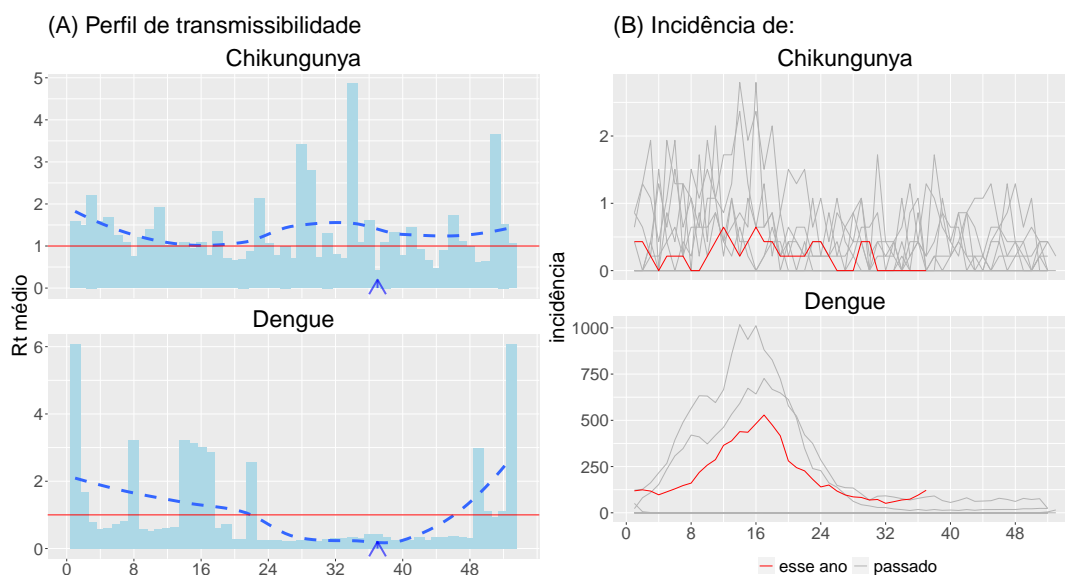 (A) Perfil de transmissibilidade
Chikungunya
5
4
3
2
1
0
Dengue
6
4
2
0
Rt médio
0 8 16 24 32 40 48
(B) Incidência de:
Chikungunya
2
1
0
Dengue
1000
750
500
250
0
incidência
0 8 16 24 32 40 48
esse ano passado